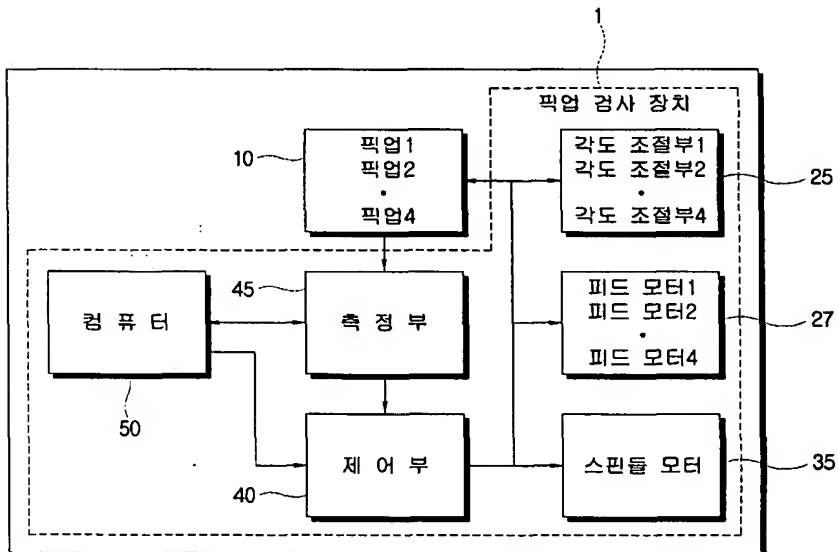 1
픽업 검사 장치
10
픽업1
픽업2
·
픽업4
각도 조절부1
각도 조절부2
·
각도 조절부4
25
45
컴 퓨 터
측 정 부
피드 모터1
피드 모터2
·
피드 모터4
27
50
제 어 부
40
스핀들 모터
35